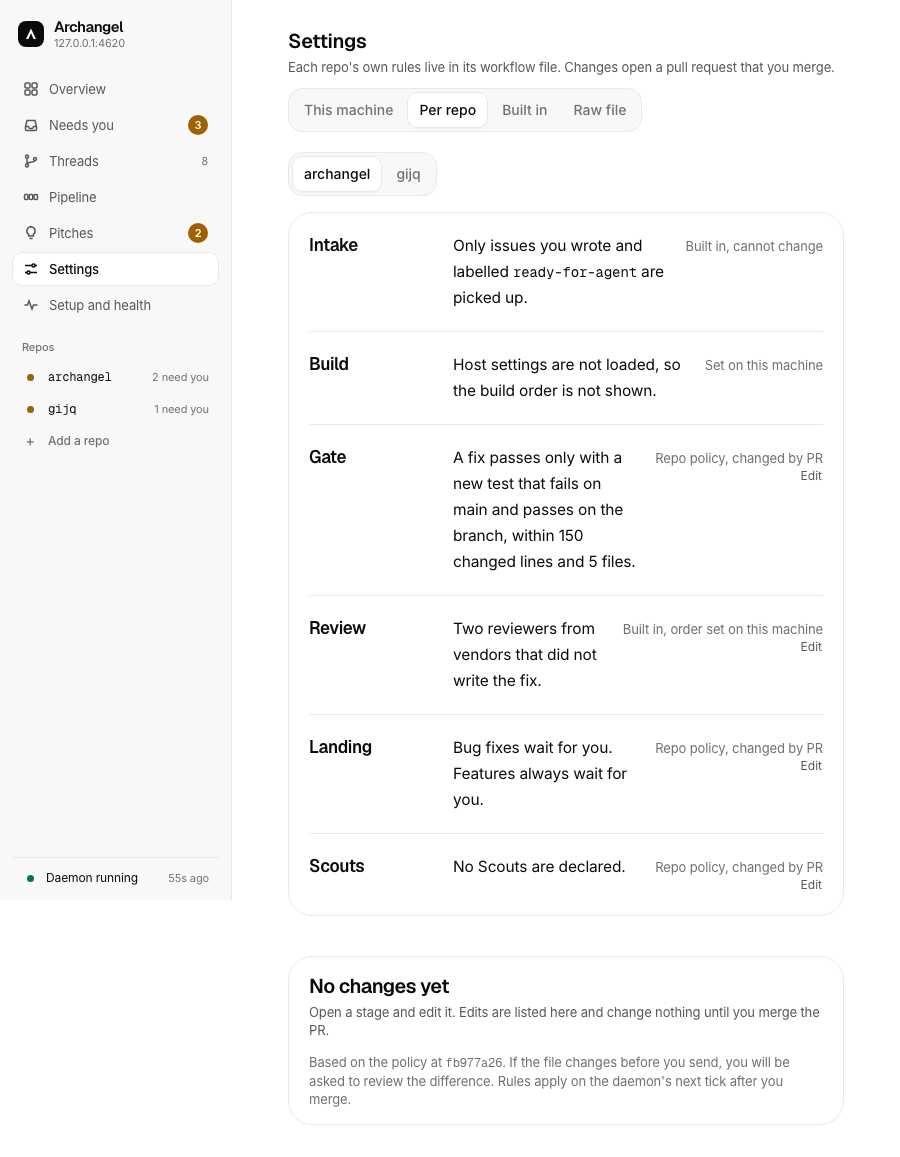 Archangel
127.0.0.1:4620
Overview
Needs you 3
Threads 8
Pipeline
Pitches 2
Settings
Setup and health
Repos
archangel 2 need you
gijq 1 need you
+ Add a repo
Daemon running 55s ago
Settings
Each repo's own rules live in its workflow file. Changes open a pull request that you merge.
This machine Per repo Built in Raw file
archangel gijq
Intake
Only issues you wrote and
labelled ready-for-agent are
picked up.
Built in, cannot change
Build
Host settings are not loaded, so
the build order is not shown.
Set on this machine
Gate
A fix passes only with a
new test that fails on
main and passes on the
branch, within 150
changed lines and 5 files.
Repo policy, changed by PR
Edit
Review
Two reviewers from
vendors that did not
write the fix.
Built in, order set on this machine
Edit
Landing
Bug fixes wait for you.
Features always wait for
you.
Repo policy, changed by PR
Edit
Scouts
No Scouts are declared.
Repo policy, changed by PR
Edit
No changes yet
Open a stage and edit it. Edits are listed here and change nothing until you merge the
PR.
Based on the policy at fb977a26. If the file changes before you send, you will be
asked to review the difference. Rules apply on the daemon's next tick after you
merge.